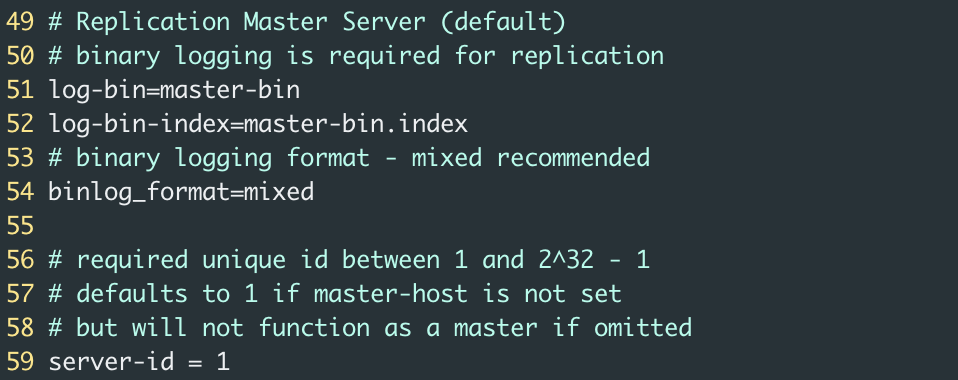 49 # Replication Master Server (default)
50 # binary logging is required for replication
51 log-bin=master-bin
52 log-bin-index=master-bin.index
53 # binary logging format - mixed recommended
54 binlog_format=mixed
55
56 # required unique id between 1 and 2^32 - 1
57 # defaults to 1 if master-host is not set
58 # but will not function as a master if omitted
59 server-id = 1